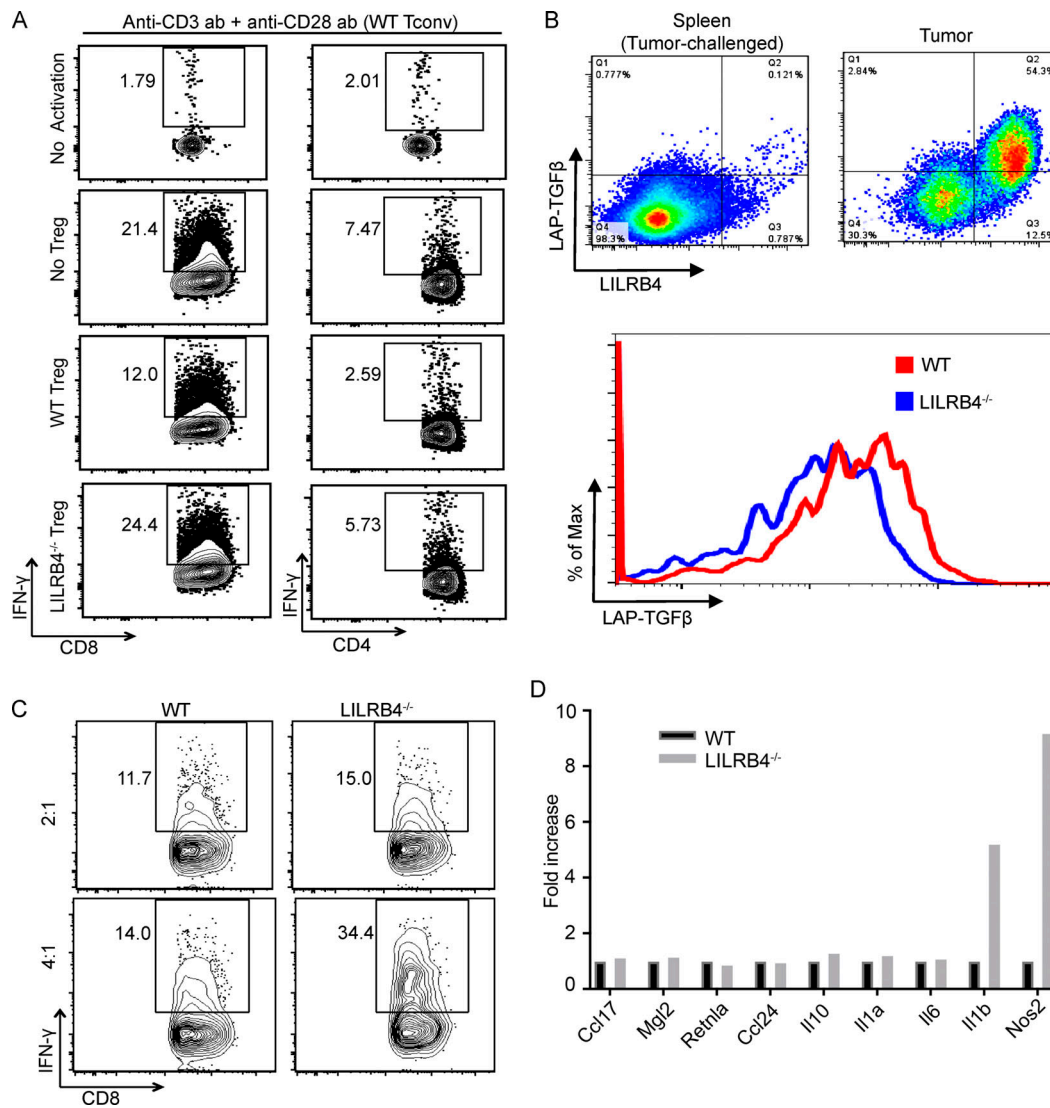 A
Anti-CD3 ab + anti-CD28 ab (WT Tconv)
No Activation
1.79
2.01
No Treg
21.4
7.47
WT Treg
12.0
2.59
LILRB4-/- Treg
24.4
5.73
IFN-γ
CD8
IFN-γ
CD4
B
Spleen
(Tumor-challenged)
Tumor
Q1
0.777%
Q2
0.121%
Q4
98.3%
Q3
0.787%
Q1
2.84%
Q2
54.3%
Q4
30.3%
Q3
12.5%
LAP-TGFβ
LILRB4
WT
LILRB4-/-
% of Max
LAP-TGFβ
C
WT
LILRB4-/-
2:1
11.7
15.0
4:1
14.0
34.4
IFN-γ
CD8
D
10
8
6
4
2
0
Fold increase
WT
LILRB4-/-
Ccl17
Mgl2
Retnla
Ccl24
Il10
Il1a
Il6
Il1b
Nos2